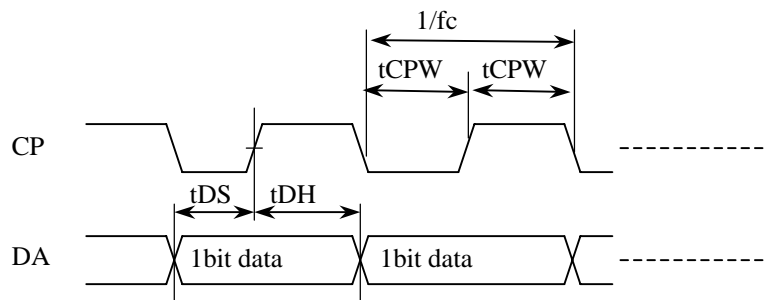 1/fc
tCPW tCPW
CP
tDS tDH
DA 1bit data 1bit data